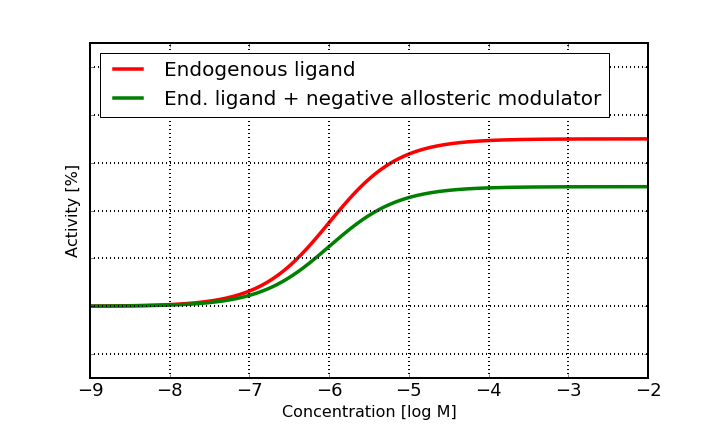 Endogenous ligand
End. ligand + negative allosteric modulator
Activity [%]
−9 −8 −7 −6 −5 −4 −3 −2
Concentration [log M]